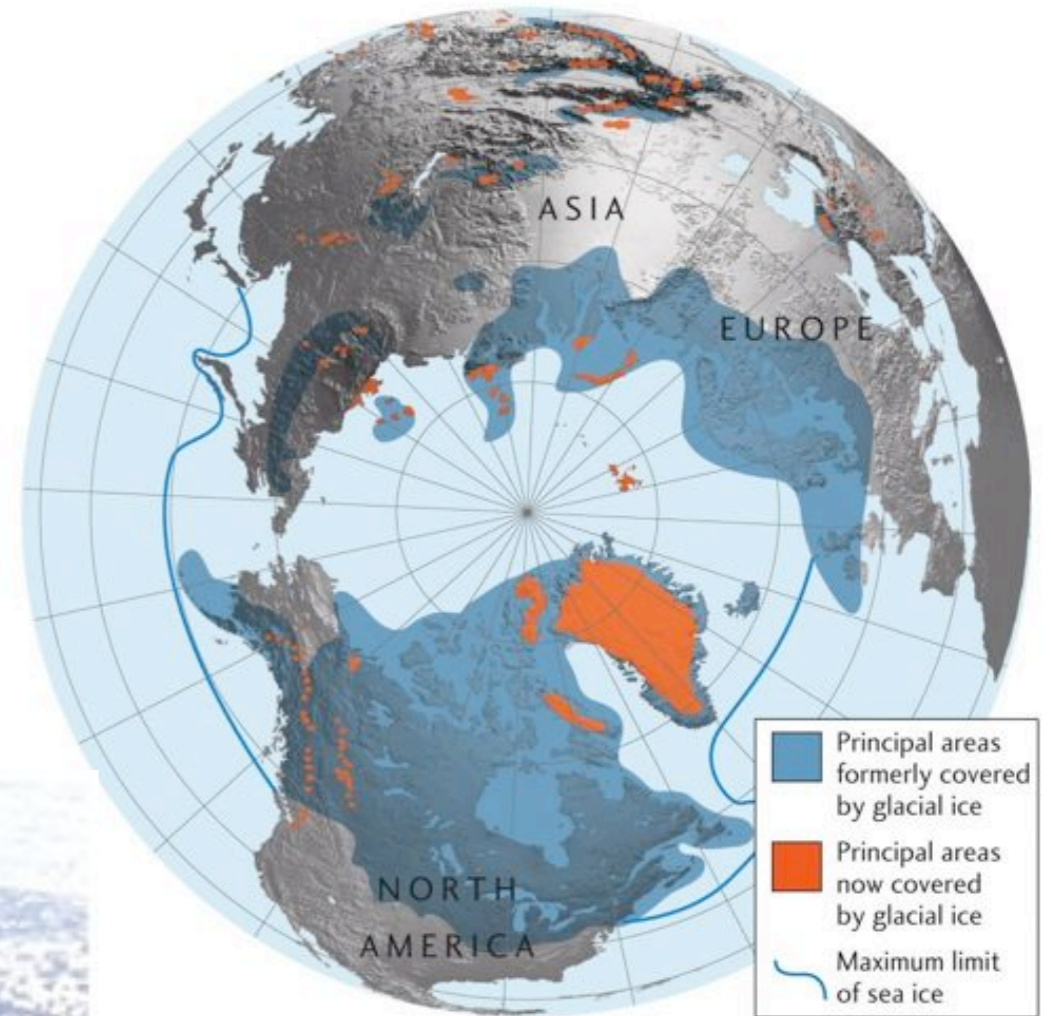 ASIA
EUROPE
NORTH
AMERICA
Principal areas
formerly covered
by glacial ice
Principal areas
now covered
by glacial ice
Maximum limit
of sea ice